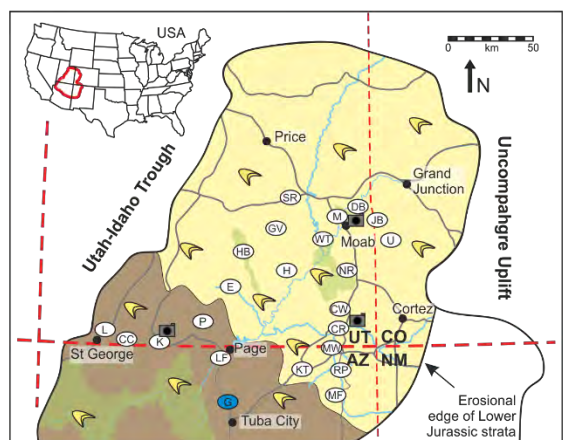 USA
0
50
km
N
Price
Utah-Idaho Trough
Uncompahgre Uplift
Grand
Junction
SR
DB
M
JB
GV
WT
Moab
U
HB
H
NR
E
CW
Cortez
P
CR
L
CC
K
UT
CO
St George
Page
LF
MW
AZ
NM
KT
RP
MF
G
Tuba City
Erosional
edge of Lower
Jurassic strata